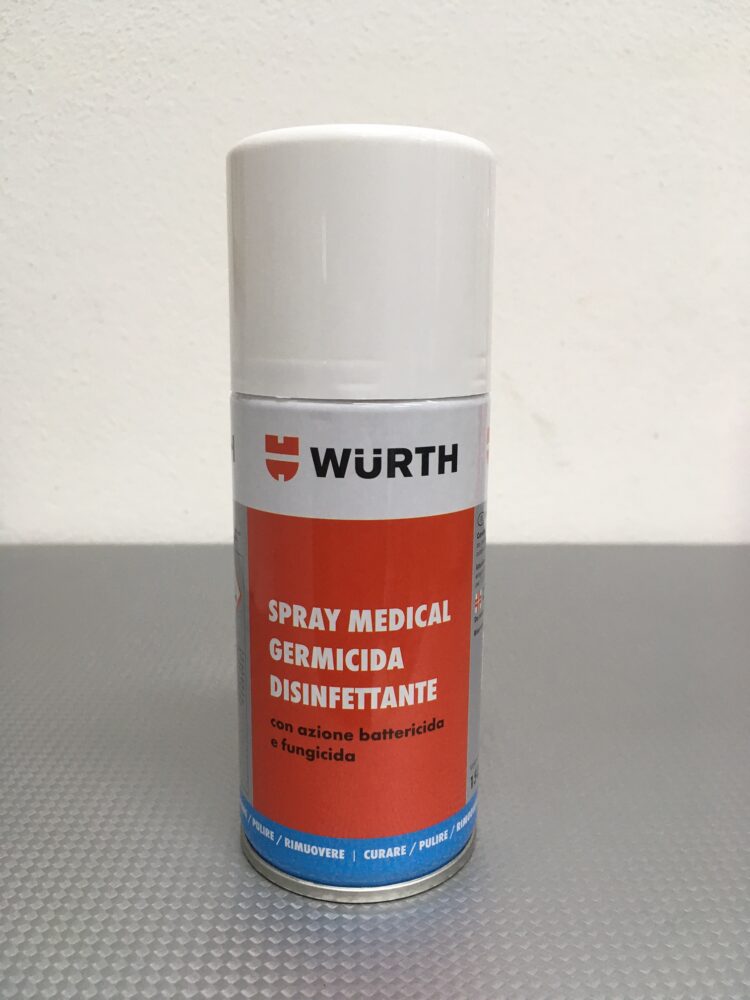 WÜRTH
SPRAY MEDICAL
GERMICIDA
DISINFETTANTE
con azione battericida
e fungicida
/ PULIRE / RIMUOVERE | CURARE / PULIRE /